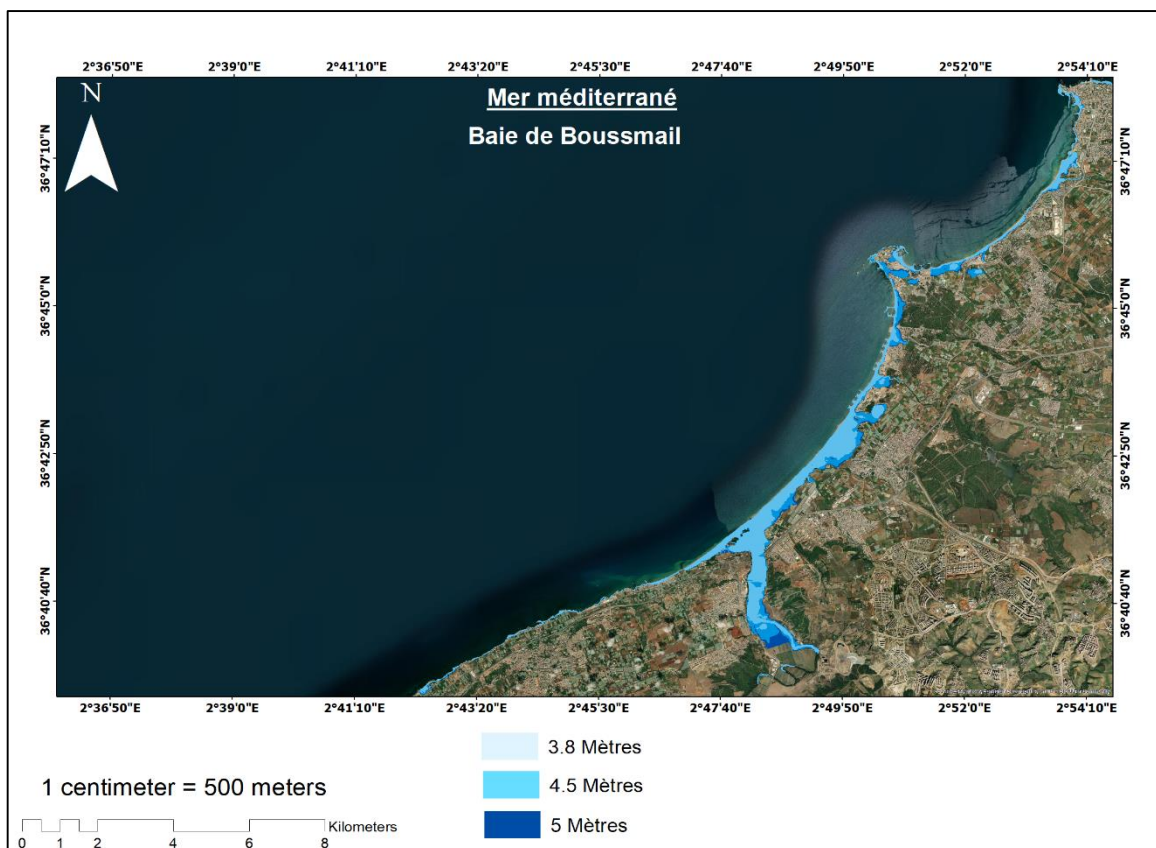 2°36'50"E 2°39'0"E 2°41'10"E 2°43'20"E 2°45'30"E 2°47'40"E 2°49'50"E 2°52'0"E 2°54'10"E
N
Mer méditerrané
Baie de Boussmail
36°47'10"N 36°47'10"N
36°45'0"N 36°45'0"N
36°42'50"N 36°42'50"N
36°40'40"N 36°40'40"N
2°36'50"E 2°39'0"E 2°41'10"E 2°43'20"E 2°45'30"E 2°47'40"E 2°49'50"E 2°52'0"E 2°54'10"E
3.8 Mètres
4.5 Mètres
5 Mètres
1 centimeter = 500 meters
Kilometers
0 1 2 4 6 8